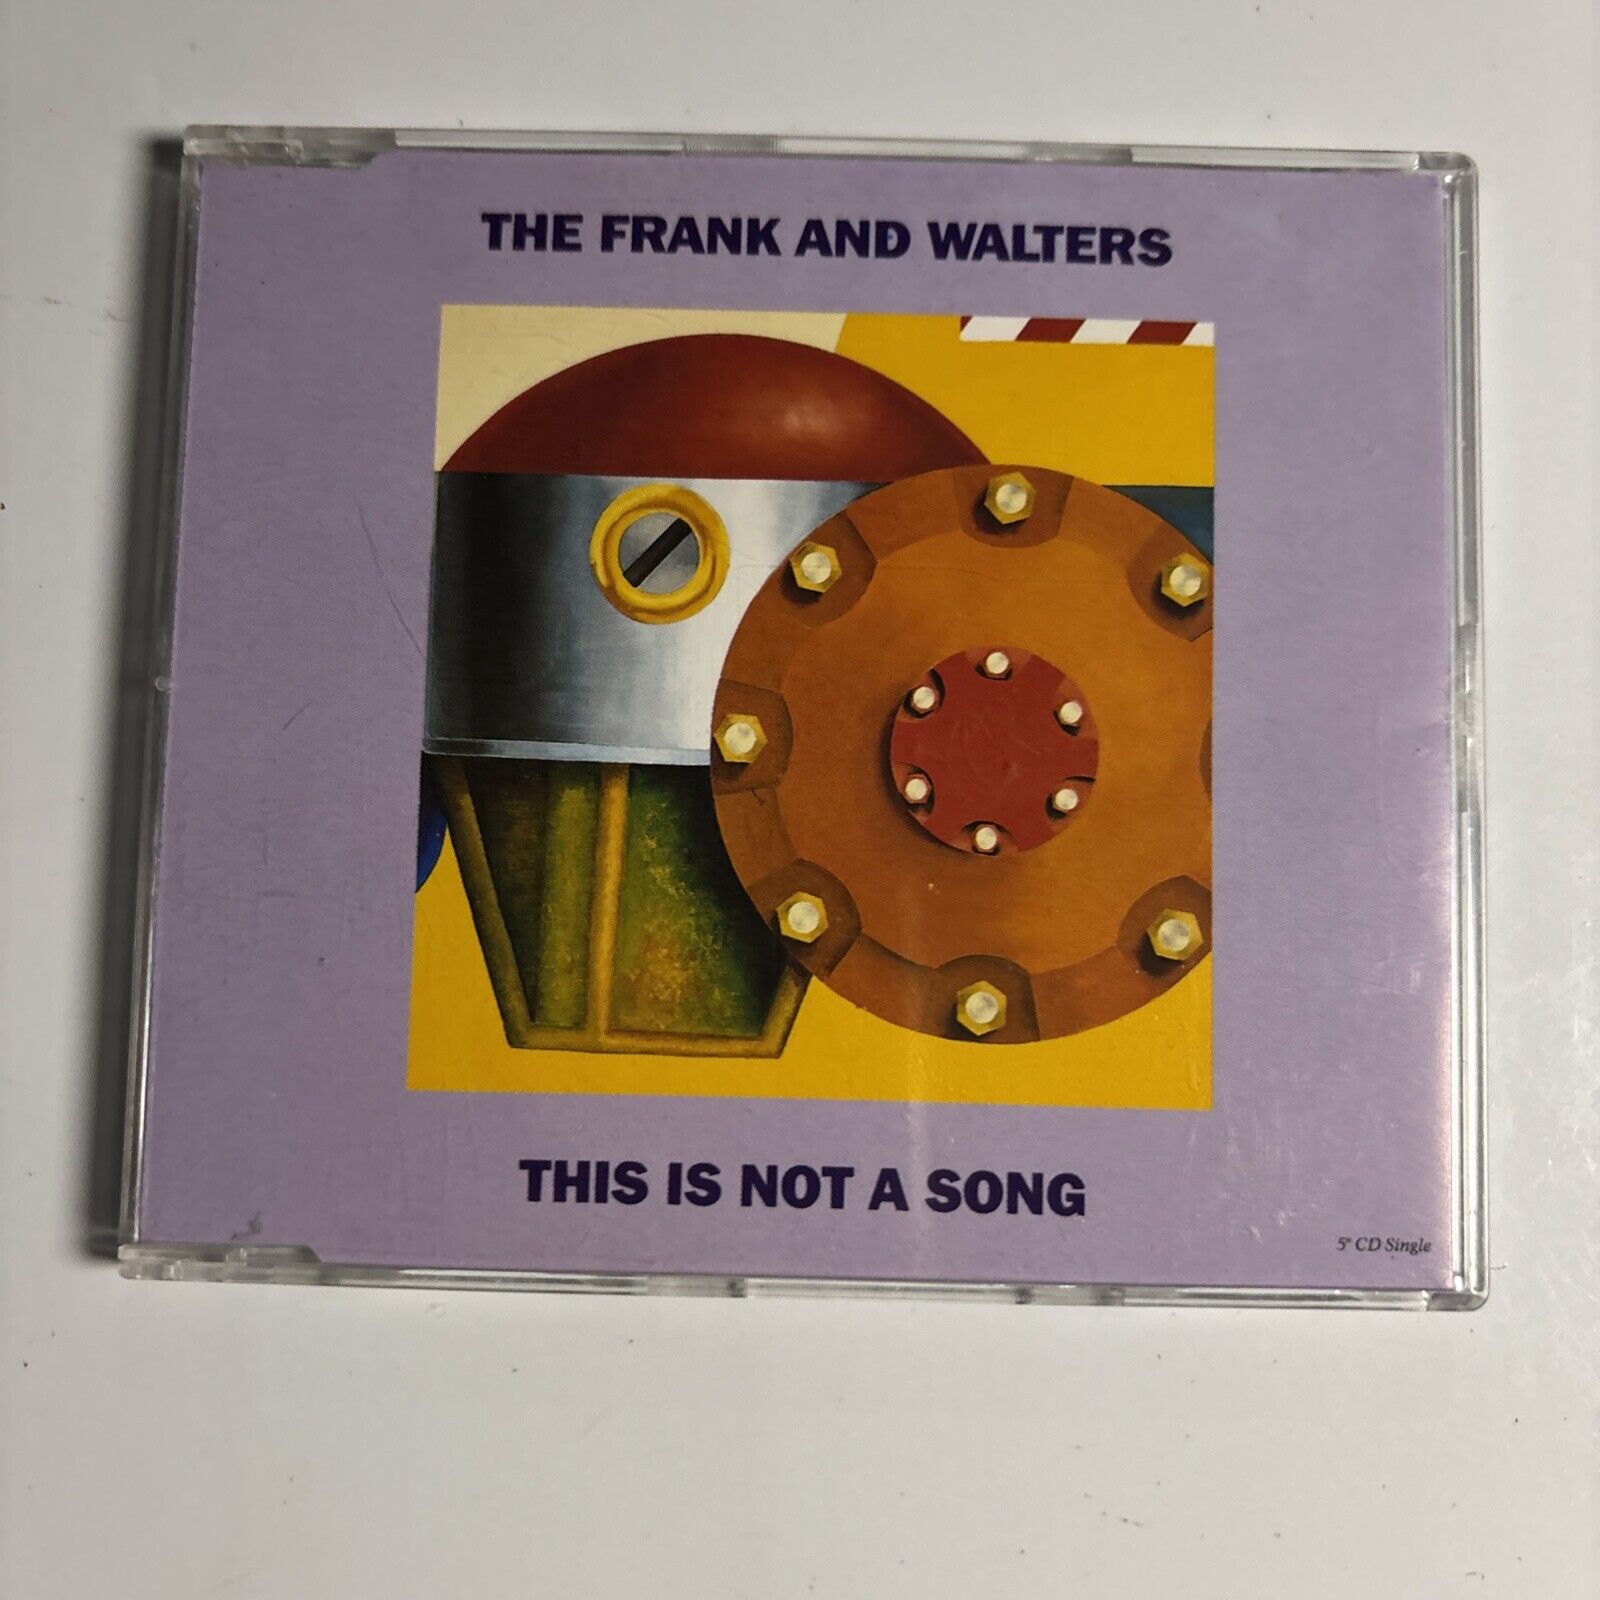 THE FRANK AND WALTERS
THIS IS NOT A SONG
5" CD Single